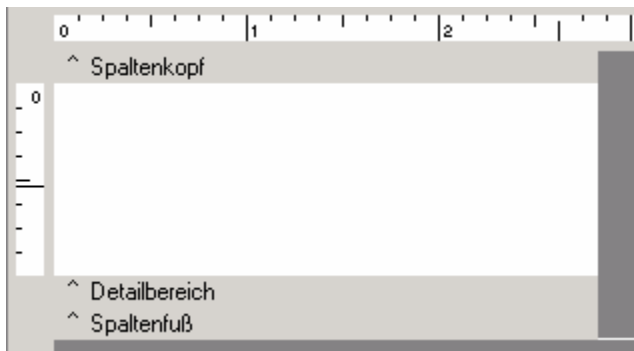 0 1 2
^ Spaltenkopf
0
^ Detailbereich
^ Spaltenfuß